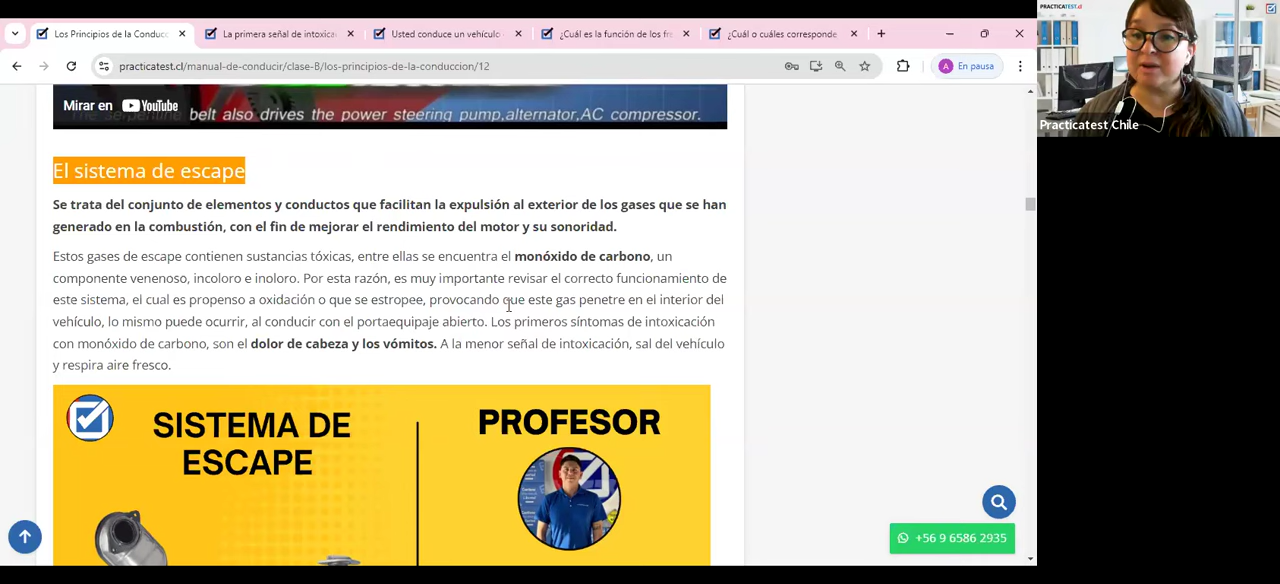 Los Principios de la Conduc
La primera señal de intoxica
Usted conduce un vehículo
¿Cuál es la función de los fre
¿Cuál o cuáles corresponde
practicatest.cl/manual-de-conducir/clase-B/los-principios-de-la-conduccion/12
A
En pausa
PRACTICATEST.cl
Practicatest Chile
Mirar en YouTube
The serpentine belt also drives the power steering pump,alternator,AC compressor.
El sistema de escape
Se trata del conjunto de elementos y conductos que facilitan la expulsión al exterior de los gases que se han
generado en la combustión, con el fin de mejorar el rendimiento del motor y su sonoridad.
Estos gases de escape contienen sustancias tóxicas, entre ellas se encuentra el monóxido de carbono, un
componente venenoso, incoloro e inoloro. Por esta razón, es muy importante revisar el correcto funcionamiento de
este sistema, el cual es propenso a oxidación o que se estropee, provocando que este gas penetre en el interior del
vehículo, lo mismo puede ocurrir, al conducir con el portaequipaje abierto. Los primeros síntomas de intoxicación
con monóxido de carbono, son el dolor de cabeza y los vómitos. A la menor señal de intoxicación, sal del vehículo
y respira aire fresco.
SISTEMA DE
ESCAPE
PROFESOR
+56 9 6586 2935